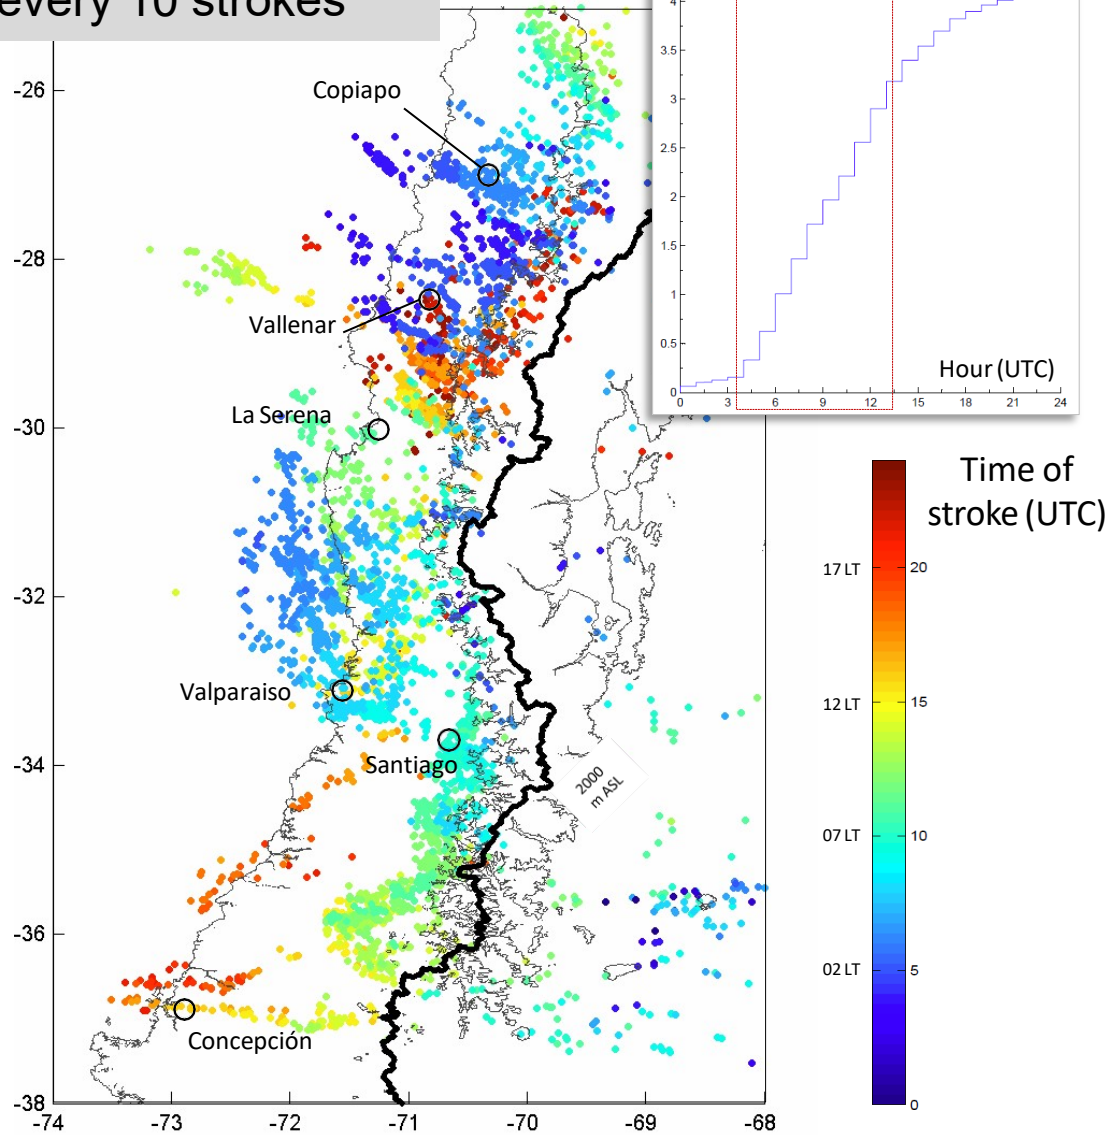 every 10 strokes
-26
-28
-30
-32
-34
-36
-38
-74
-73
-72
-71
-70
-69
-68
Copiapo
Vallenar
La Serena
Valparaiso
Santiago
Concepción
2000
m ASL
4
3.5
3
2.5
2
1.5
1
0.5
0
0
3
6
9
12
15
18
21
24
Hour (UTC)
Time of
stroke (UTC)
17 LT
20
12 LT
15
07 LT
10
02 LT
5
0